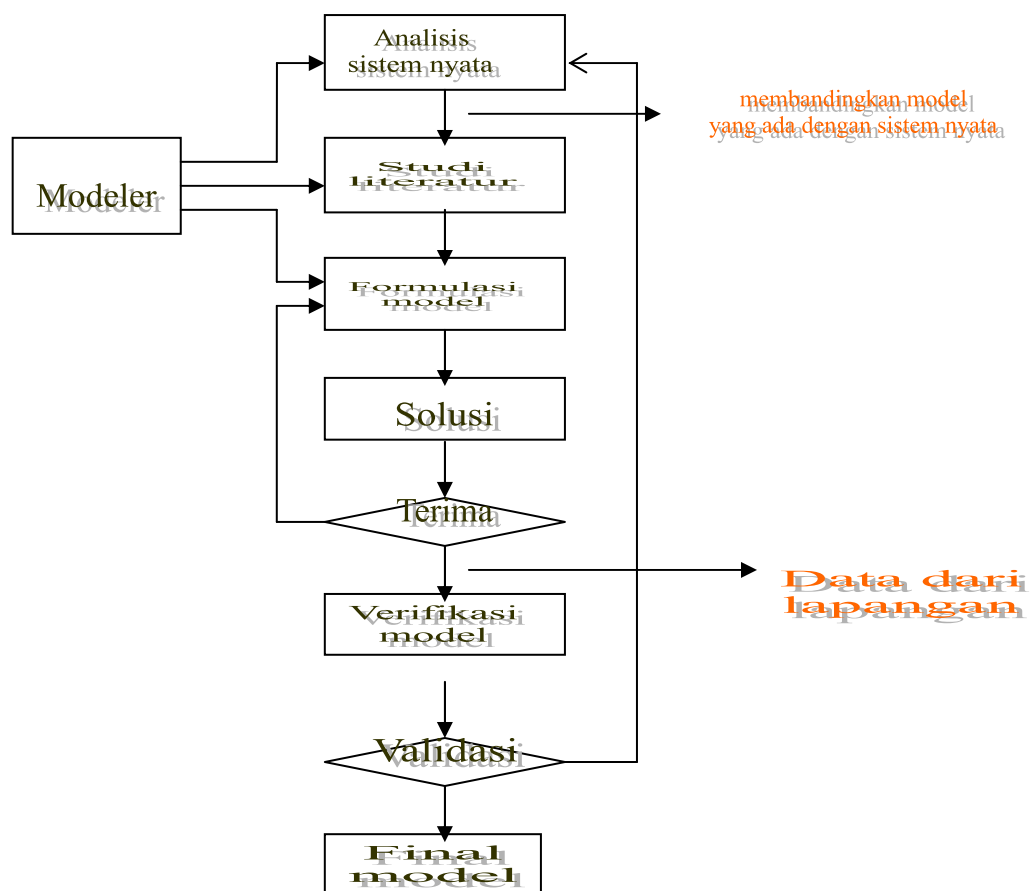 Analisis
sistem nyata
membandingkan model
yang ada dengan sistem nyata
Modeler
Studi
literatur
Formulasi
model
Solusi
Terima
Data dari
lapangan
Verifikasi
model
Validasi
Final
model